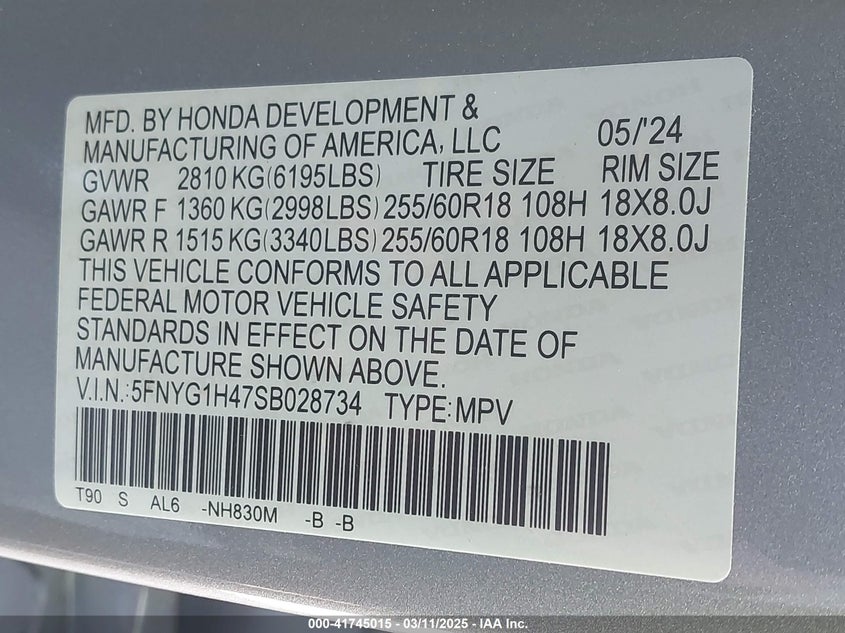 MFD. BY HONDA DEVELOPMENT &
MANUFACTURING OF AMERICA, LLC 05/'24
GVWR 2810 KG(6195LBS) TIRE SIZE RIM SIZE
GAWR F 1360 KG(2998LBS) 255/60R18 108H 18X8.0J
GAWR R 1515 KG(3340LBS) 255/60R18 108H 18X8.0J
THIS VEHICLE CONFORMS TO ALL APPLICABLE
FEDERAL MOTOR VEHICLE SAFETY
STANDARDS IN EFFECT ON THE DATE OF
MANUFACTURE SHOWN ABOVE.
V.I.N.:5FNYG1H47SB028734 TYPE:MPV
T90 S AL6 -NH830M -B -B
000-41745015 - 03/11/2025 - © IAA Inc.